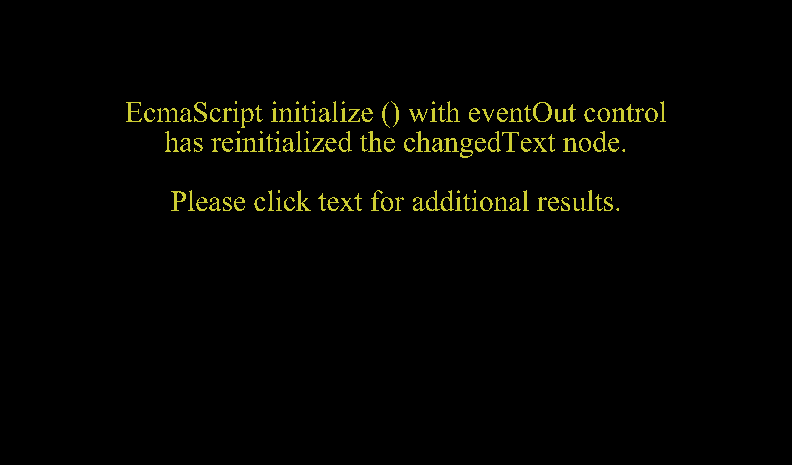 EcmaScript initialize () with eventOut control
has reinitialized the changedText node.
Please click text for additional results.